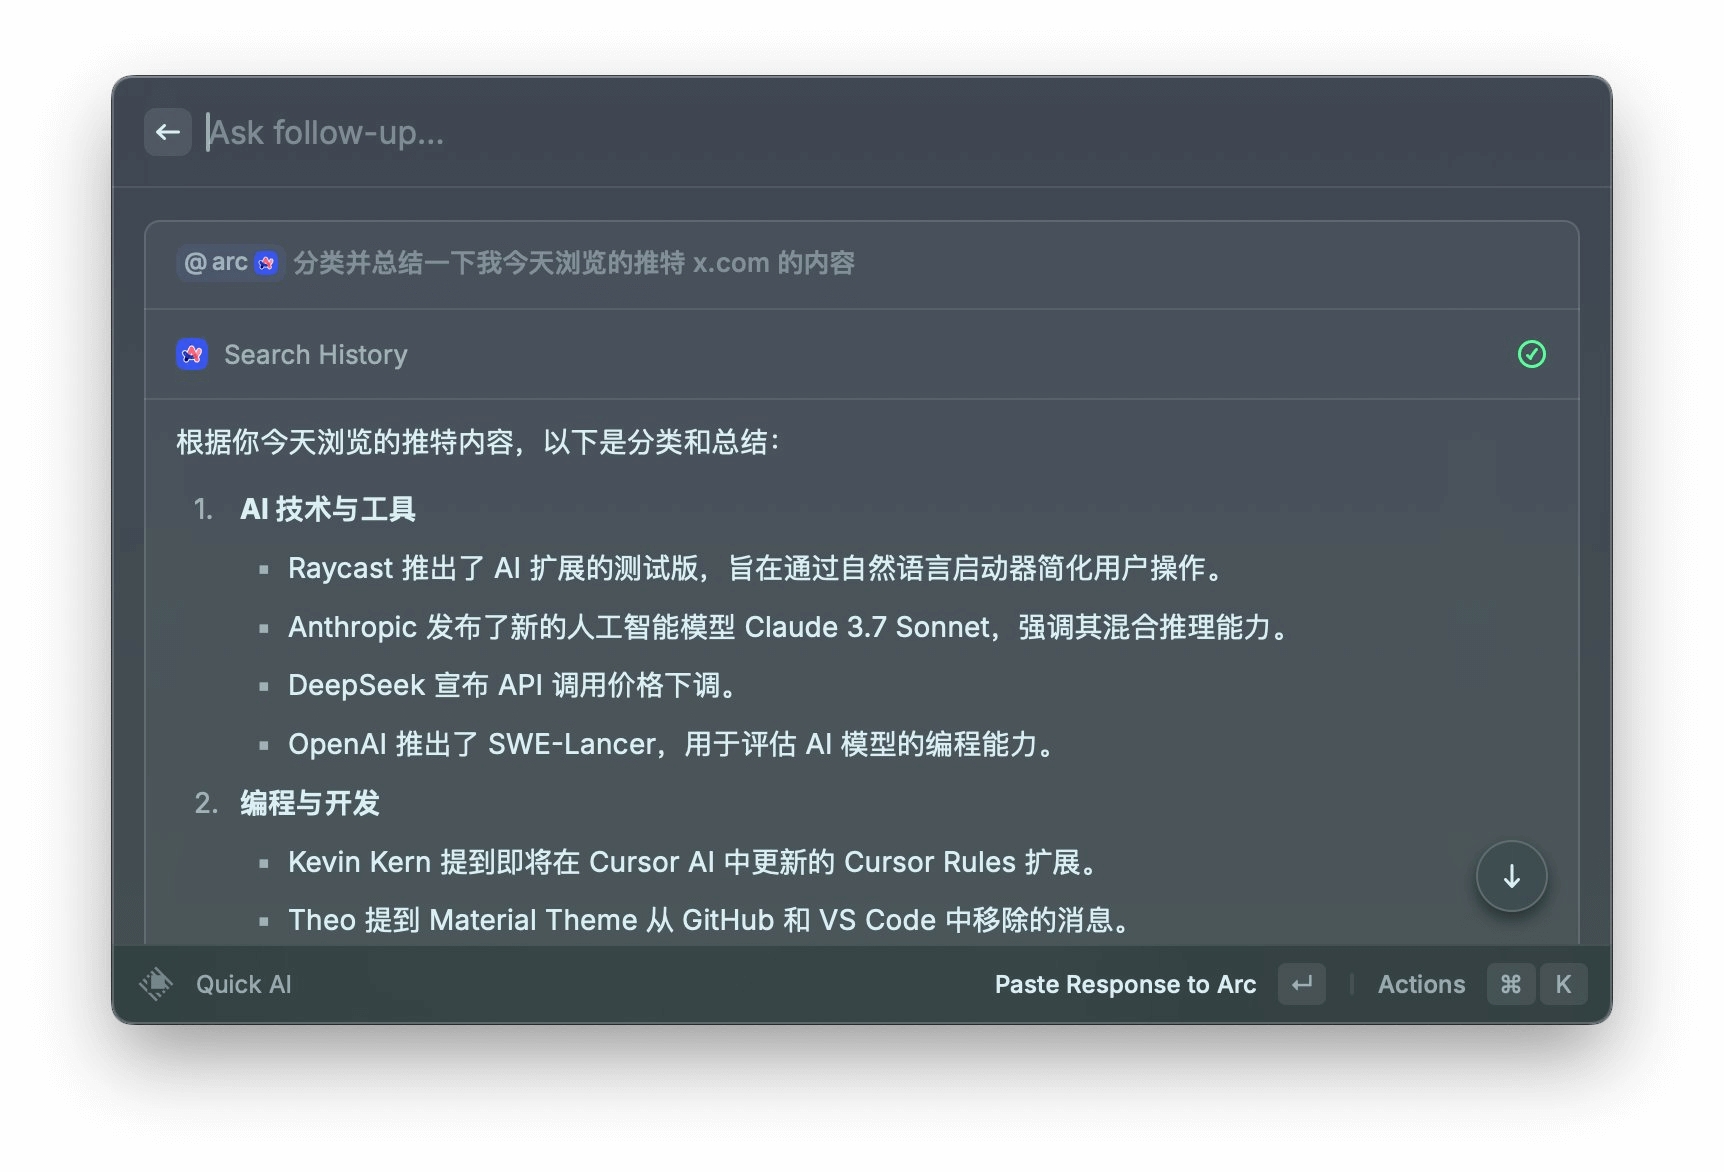 Ask follow-up...
@arc 分类并总结一下我今天浏览的推特 x.com 的内容
Search History
根据你今天浏览的推特内容，以下是分类和总结：
1. AI 技术与工具
▪ Raycast 推出了 AI 扩展的测试版，旨在通过自然语言启动器简化用户操作。
▪ Anthropic 发布了新的人工智能模型 Claude 3.7 Sonnet，强调其混合推理能力。
▪ DeepSeek 宣布 API 调用价格下调。
▪ OpenAI 推出了 SWE-Lancer，用于评估 AI 模型的编程能力。
2. 编程与开发
▪ Kevin Kern 提到即将在 Cursor AI 中更新的 Cursor Rules 扩展。
▪ Theo 提到 Material Theme 从 GitHub 和 VS Code 中移除的消息。
Quick AI
Paste Response to Arc ↵ Actions ⌘ K